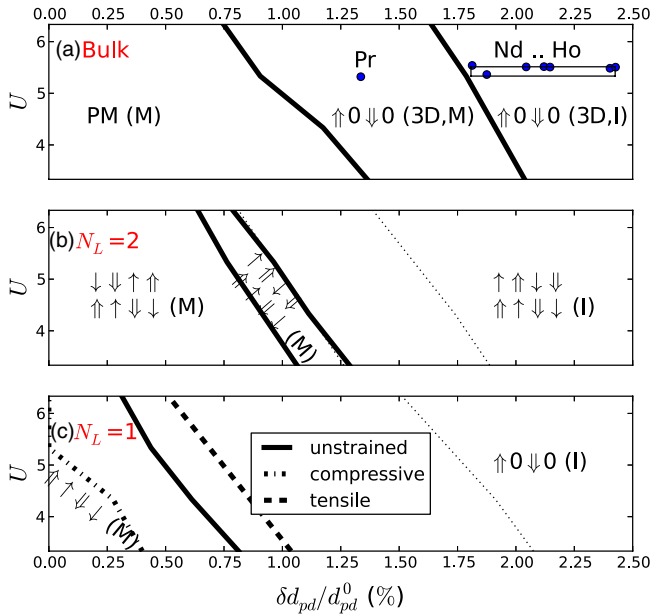 0.00 0.25 0.50 0.75 1.00 1.25 1.50 1.75 2.00 2.25 2.50
(a) Bulk
6
5
4
U
Pr
Nd .. Ho
PM (M)
⇑0⇓0 (3D,M)
⇑0⇓0 (3D,I)
(b) N_L=2
6
5
4
U
↓ ⇓ ↑ ⇑
⇑ ↑ ⇓ ↓ (M)
(M)
↑ ⇑ ↓ ⇓
⇑ ↑ ⇓ ↓ (I)
(c) N_L=1
6
5
4
U
⇑ ↑ ⇓ ↓ (M)
unstrained
compressive
tensile
⇑0⇓0 (I)
0.00 0.25 0.50 0.75 1.00 1.25 1.50 1.75 2.00 2.25 2.50
δd_pd/d⁰_pd (%)